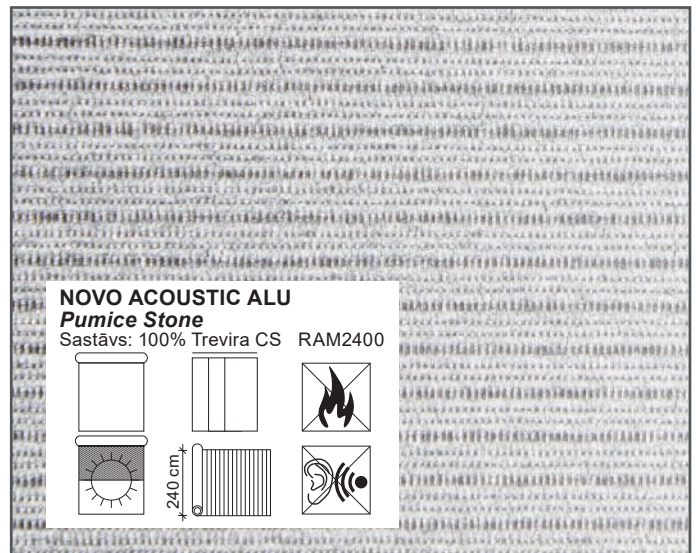 NOVO ACOUSTIC ALU
Pumice Stone
Sastāvs: 100% Trevira CS RAM2400
240 cm